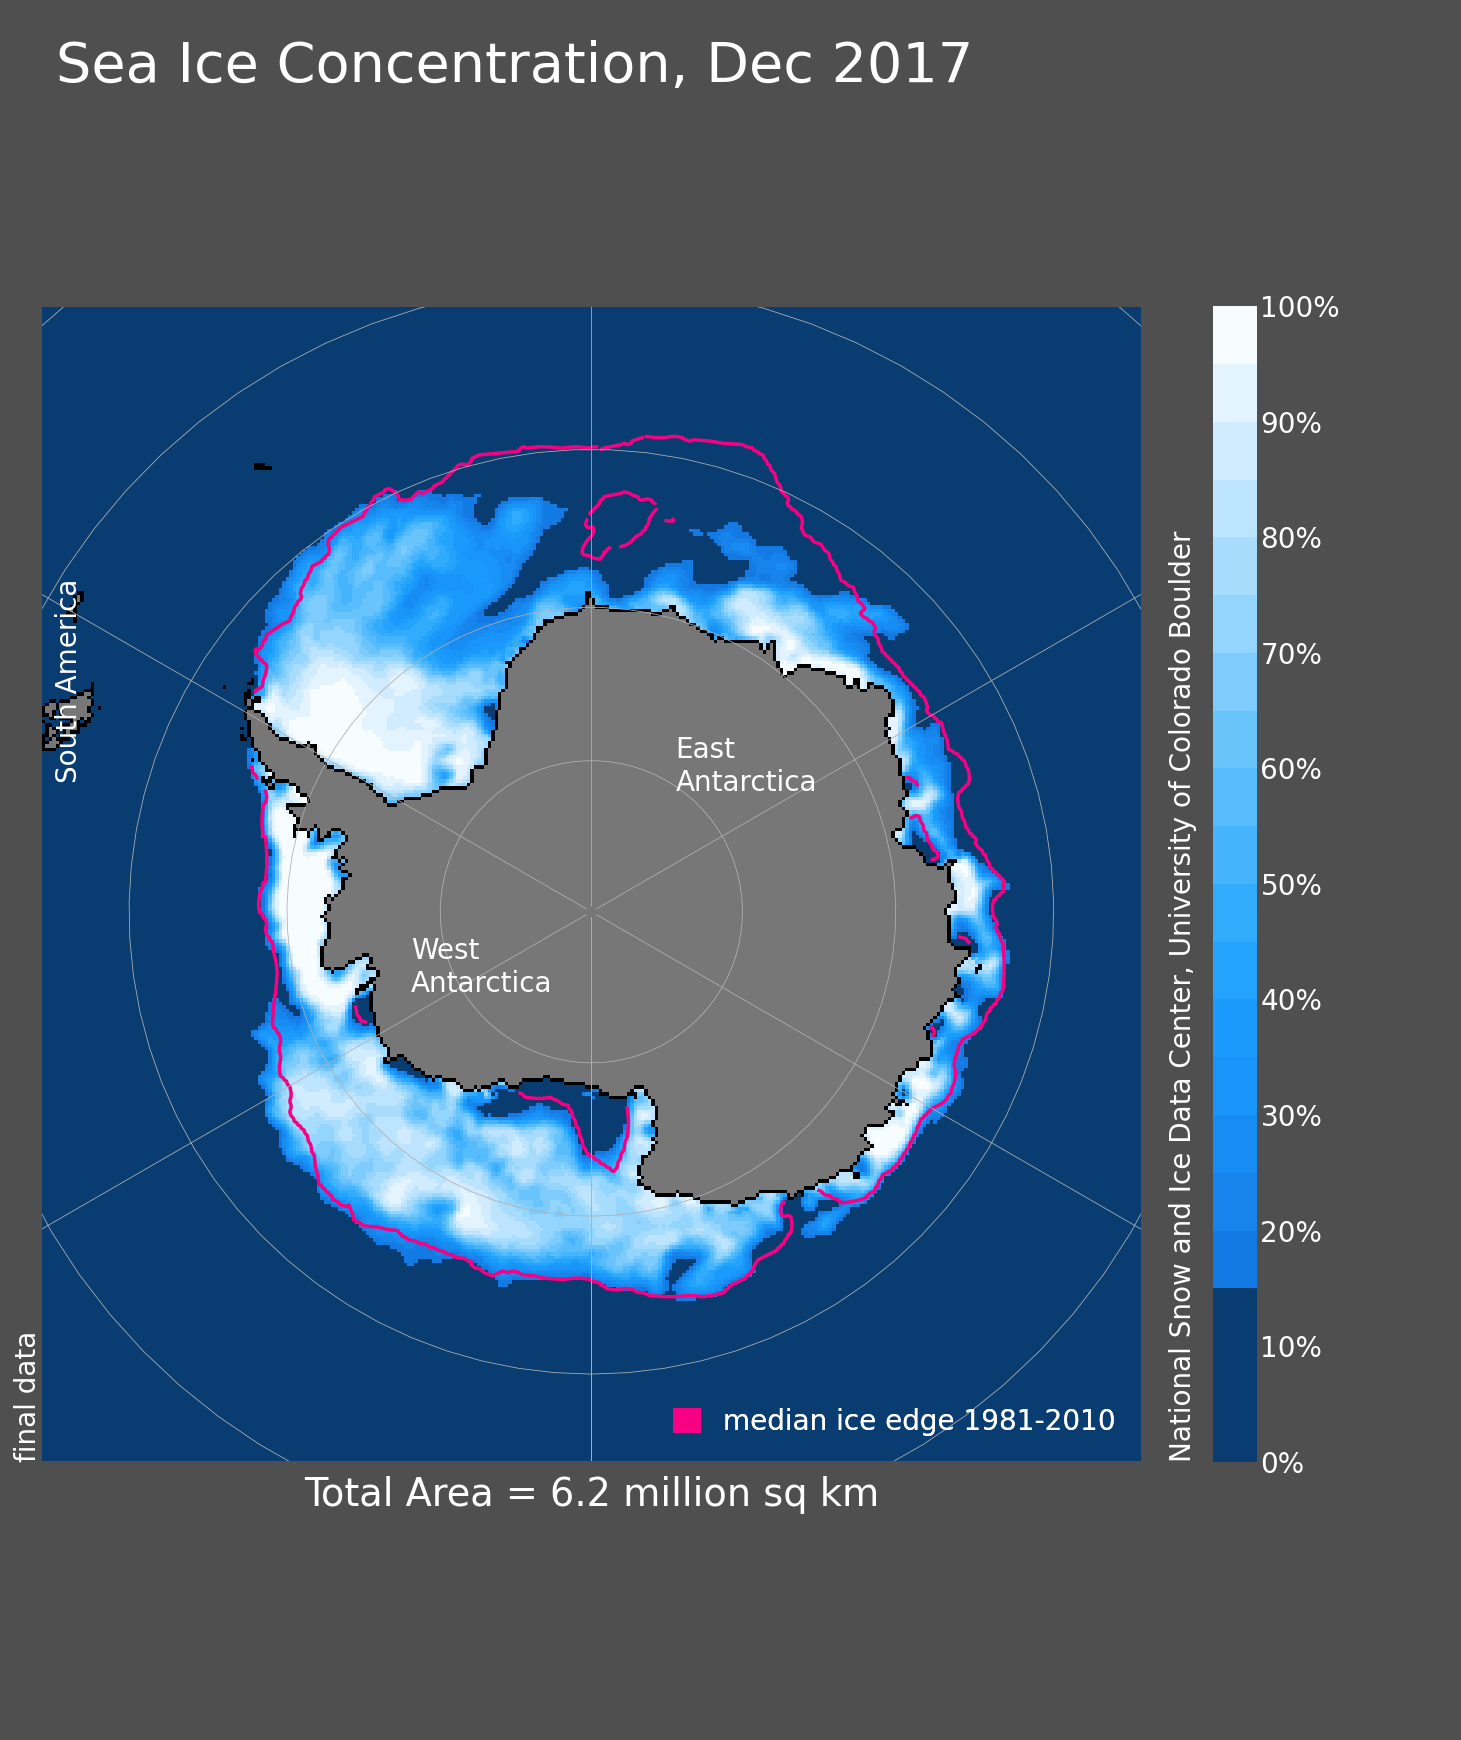 Sea Ice Concentration, Dec 2017
South America
East
Antarctica
West
Antarctica
median ice edge 1981-2010
final data
Total Area = 6.2 million sq km
National Snow and Ice Data Center, University of Colorado Boulder
100%
90%
80%
70%
60%
50%
40%
30%
20%
10%
0%